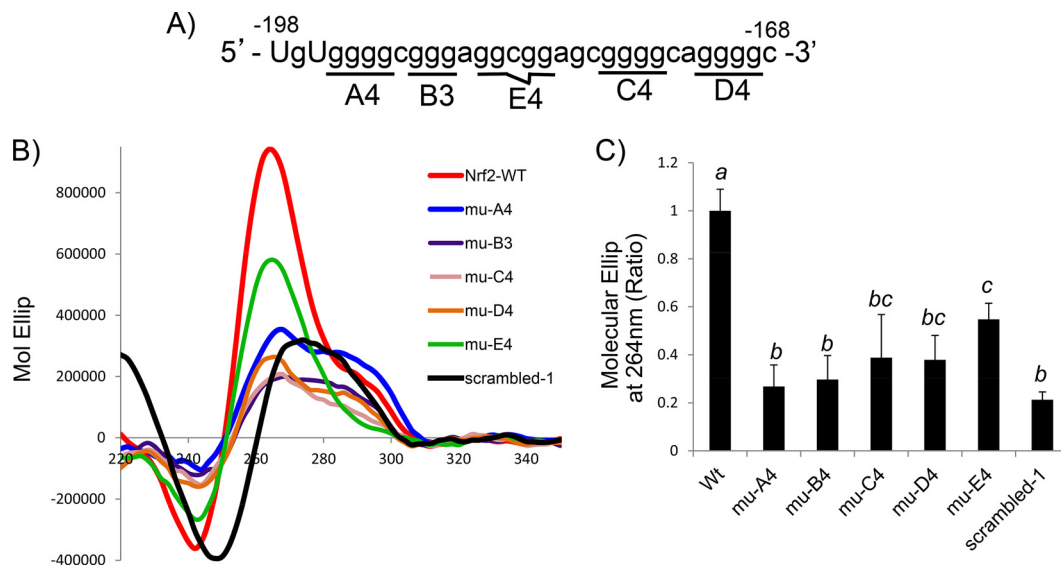 A)
-198
-168
5' - UgUggggcgggaggcggagcggggcaggggc -3'
A4
B3
E4
C4
D4
B)
Mol Ellip
800000
600000
400000
200000
0
-200000
-400000
220
240
260
280
300
320
340
Nrf2-WT
mu-A4
mu-B3
mu-C4
mu-D4
mu-E4
scrambled-1
C)
Molecular Ellip
at 264nm (Ratio)
1.2
1
0.8
0.6
0.4
0.2
0
a
b
b
bc
bc
c
b
Wt
mu-A4
mu-B4
mu-C4
mu-D4
mu-E4
scrambled-1